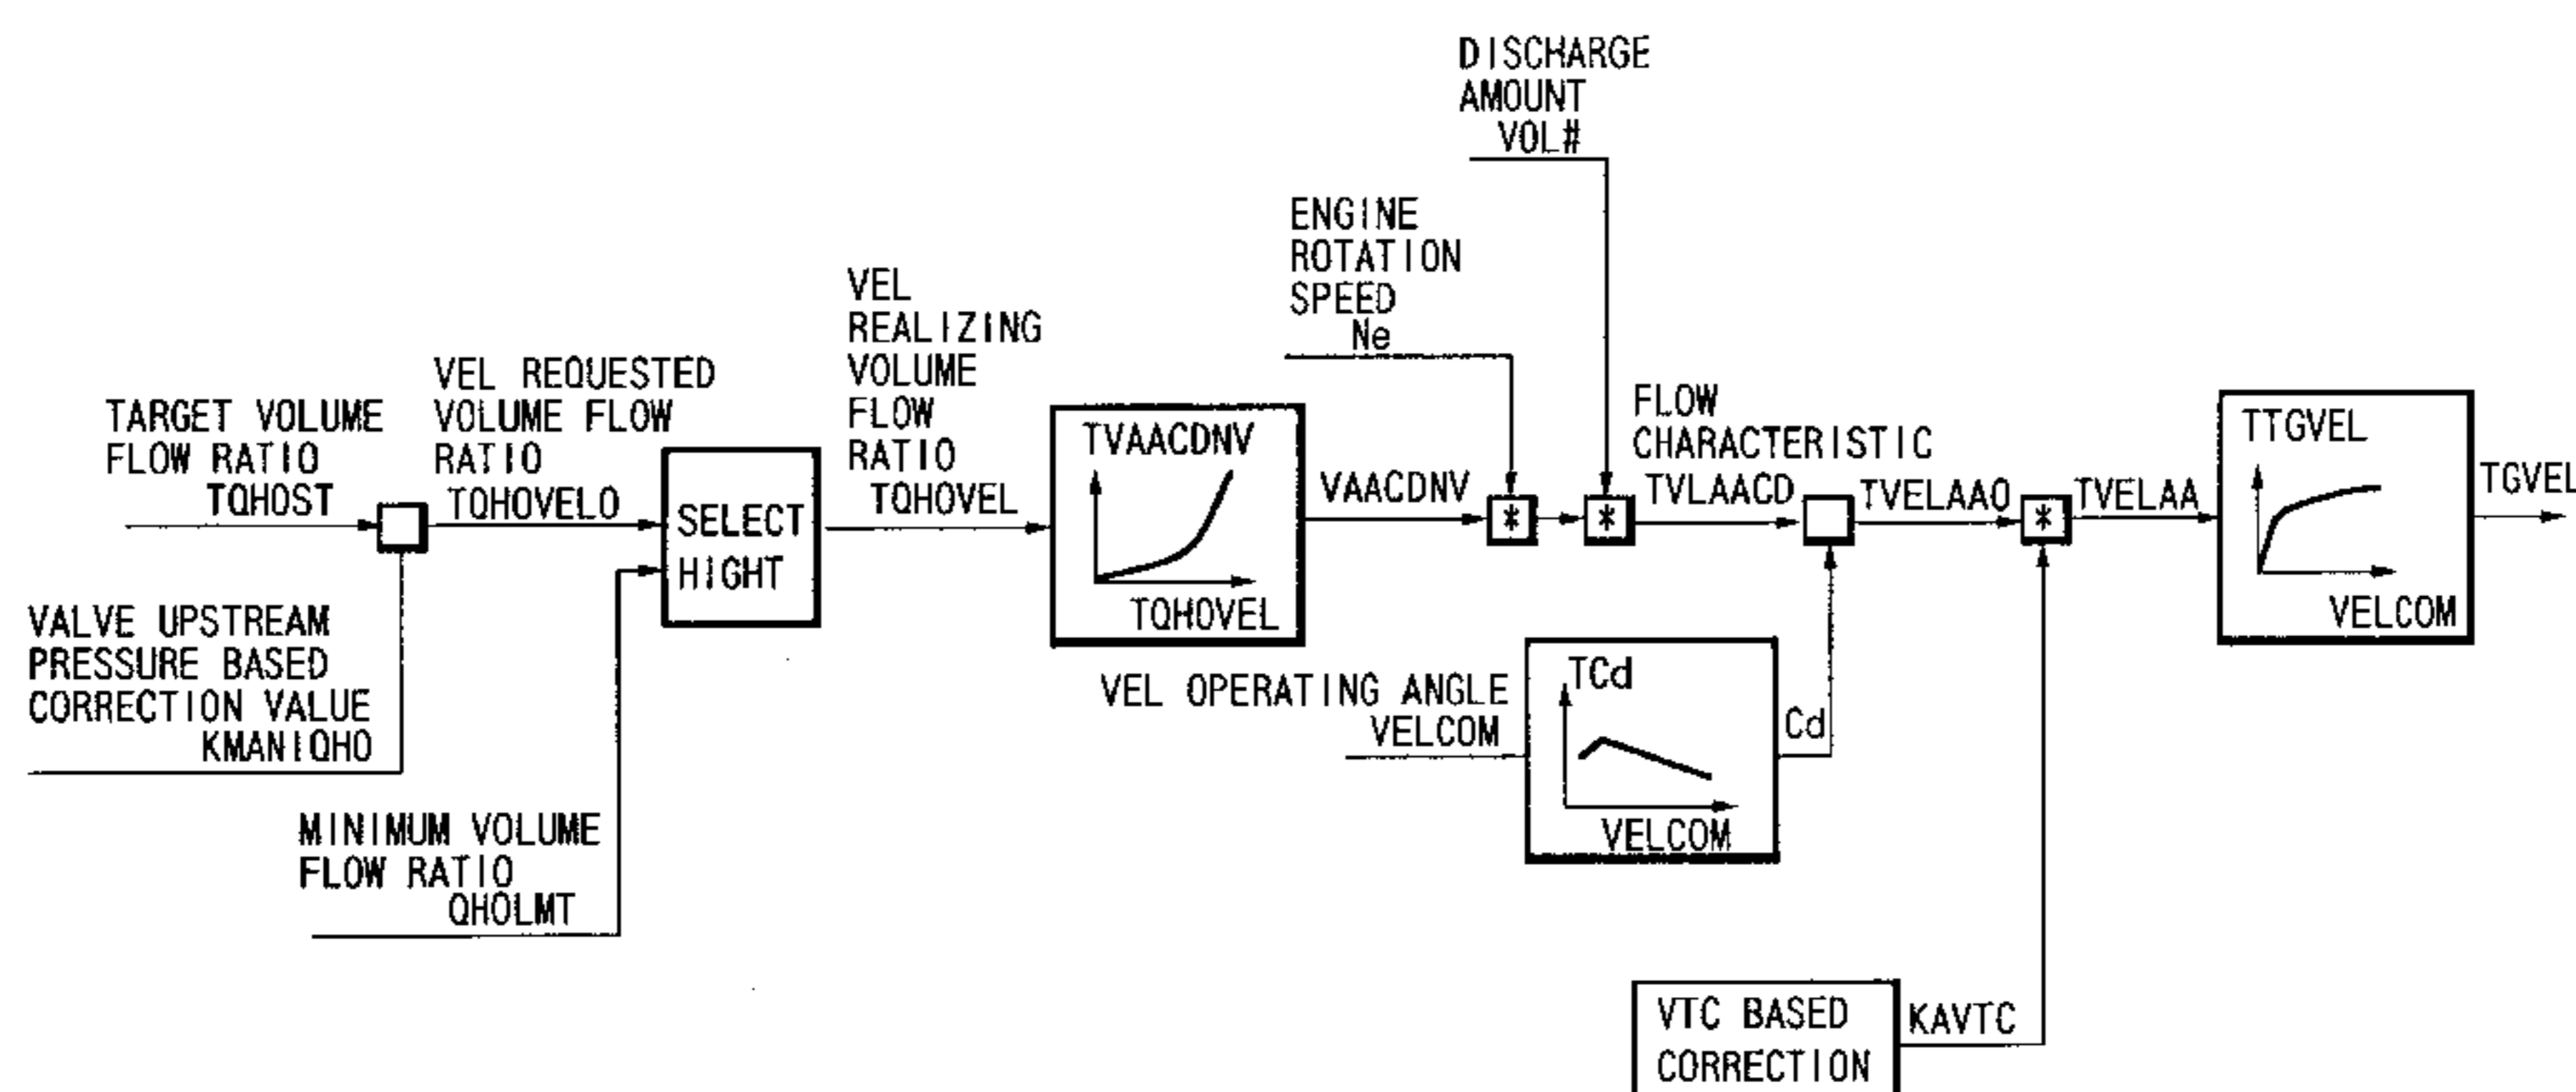 DISCHARGE
AMOUNT
VOL#
ENGINE
ROTATION
SPEED
Ne
VEL
REALIZING
VOLUME
FLOW
RATIO
TQHOVEL
VEL REQUESTED
VOLUME FLOW
RATIO
TQHOVELO
TARGET VOLUME
FLOW RATIO
TQHOST
SELECT
HIGHT
TVAACDNV
TQHOVEL
VAACDNV
*
*
FLOW
CHARACTERISTIC
TVLAACD
TVELAAO
*
TVELAA
TTGVEL
VELCOM
TGVEL
VALVE UPSTREAM
PRESSURE BASED
CORRECTION VALUE
KMANIQHO
VEL OPERATING ANGLE
VELCOM
TCd
VELCOM
Cd
MINIMUM VOLUME
FLOW RATIO
QHOLMT
VTC BASED
CORRECTION
KAVTC